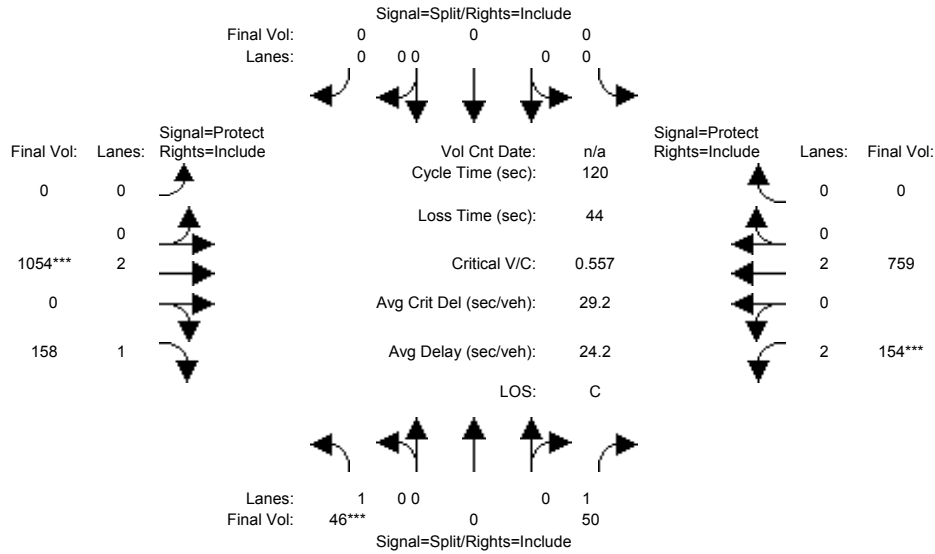 Signal=Split/Rights=Include
Final Vol: 0 0 0
Lanes: 0 0 0 0 0
Signal=Protect Signal=Protect
Final Vol: Lanes: Rights=Include Vol Cnt Date: n/a Rights=Include Lanes: Final Vol:
Cycle Time (sec): 120
0 0 0 0
Loss Time (sec): 44
0 0
1054*** 2 Critical V/C: 0.557 2 759
0 Avg Crit Del (sec/veh): 29.2 0
158 1 Avg Delay (sec/veh): 24.2 2 154***
LOS: C
Lanes: 1 0 0 0 1
Final Vol: 46*** 0 50
Signal=Split/Rights=Include